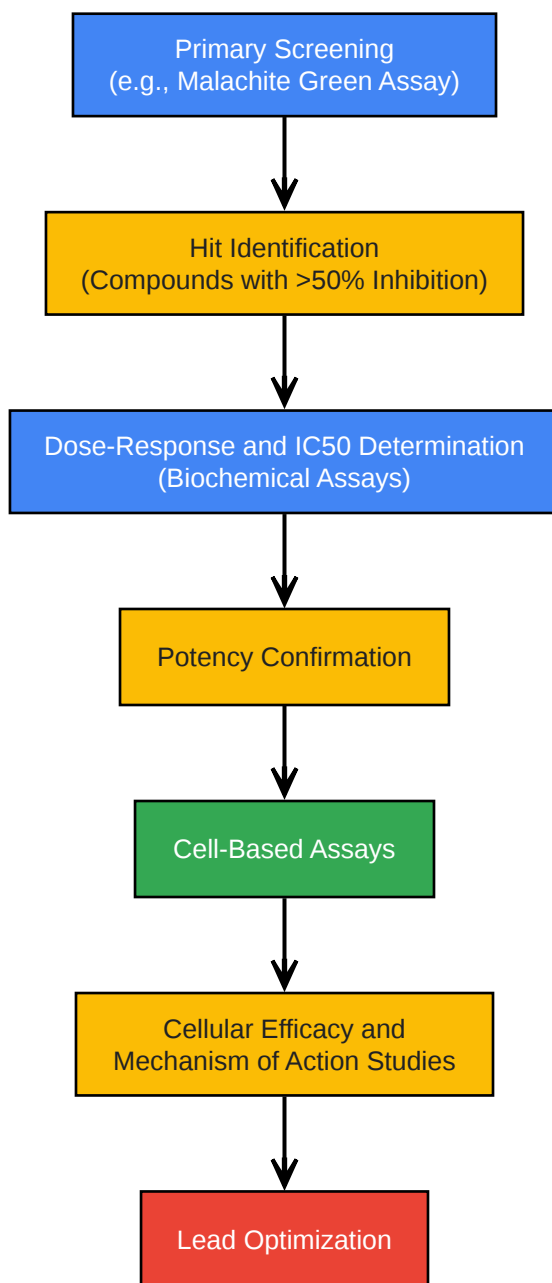 Primary Screening
(e.g., Malachite Green Assay)
Hit Identification
(Compounds with >50% Inhibition)
Dose-Response and IC50 Determination
(Biochemical Assays)
Potency Confirmation
Cell-Based Assays
Cellular Efficacy and
Mechanism of Action Studies
Lead Optimization